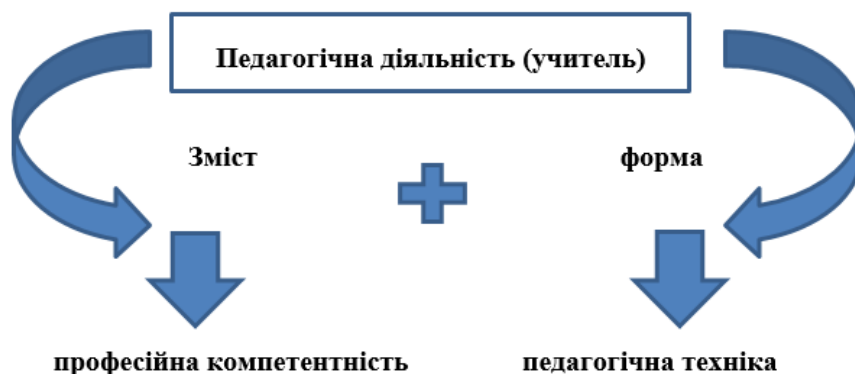 Педагогічна діяльність (учитель)
Зміст
форма
професійна компетентність
педагогічна техніка